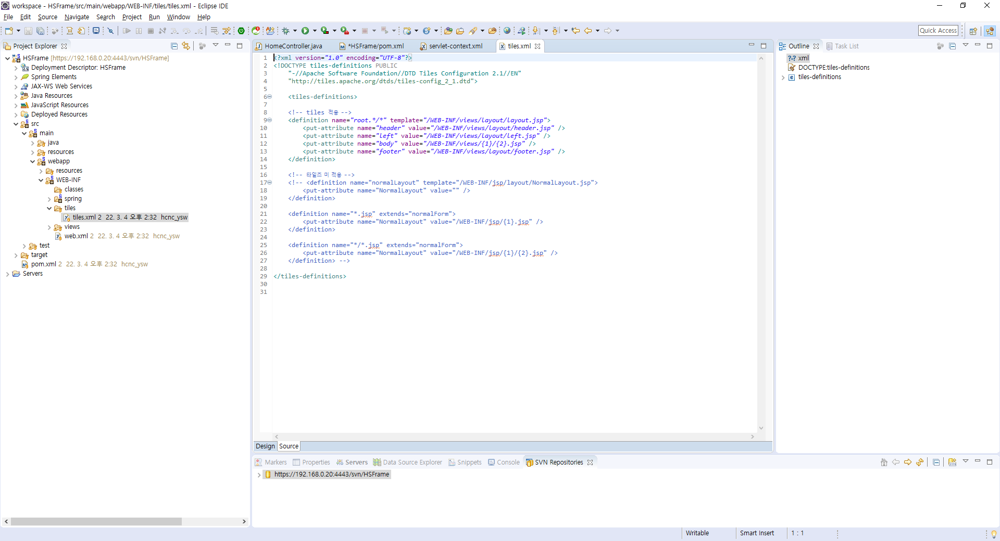 workspace - HSFrame/src/main/webapp/WEB-INF/tiles/tiles.xml - Eclipse IDE
File Edit Source Navigate Search Project Run Window Help
Quick Access
Project Explorer
HSFrame [https://192.168.0.20:4443/svn/HSFrame]
Deployment Descriptor: HSFrame
Spring Elements
JAX-WS Web Services
Java Resources
JavaScript Resources
Deployed Resources
src
main
java
resources
webapp
resources
WEB-INF
classes
spring
tiles
tiles.xml 2 22. 3. 4 오후 2:32 hcnc_ysw
views
web.xml 2 22. 3. 4 오후 2:32 hcnc_ysw
test
target
pom.xml 2 22. 3. 4 오후 2:32 hcnc_ysw
Servers
HomeController.java *HSFrame/pom.xml servlet-context.xml tiles.xml
1 <?xml version="1.0" encoding="UTF-8"?>
2 <!DOCTYPE tiles-definitions PUBLIC
3 "-//Apache Software Foundation//DTD Tiles Configuration 2.1//EN"
4 "http://tiles.apache.org/dtds/tiles-config_2_1.dtd">
5
6 <tiles-definitions>
7
8 <!-- tiles 적용 -->
9 <definition name="root.*/*" template="/WEB-INF/views/layout/layout.jsp">
10 <put-attribute name="header" value="/WEB-INF/views/layout/header.jsp" />
11 <put-attribute name="left" value="/WEB-INF/views/layout/left.jsp" />
12 <put-attribute name="body" value="/WEB-INF/views/{1}/{2}.jsp" />
13 <put-attribute name="footer" value="/WEB-INF/views/layout/footer.jsp" />
14 </definition>
15
16 <!-- 타일즈 미 적용 -->
17 <!-- <definition name="normalLayout" template="/WEB-INF/jsp/layout/NormalLayout.jsp">
18 <put-attribute name="NormalLayout" value="" />
19 </definition>
20
21 <definition name="*.jsp" extends="normalForm">
22 <put-attribute name="NormalLayout" value="/WEB-INF/jsp/{1}.jsp" />
23 </definition>
24
25 <definition name="*/*.jsp" extends="normalForm">
26 <put-attribute name="NormalLayout" value="/WEB-INF/jsp/{1}/{2}.jsp" />
27 </definition> -->
28
29 </tiles-definitions>
30
31
Design Source
Outline Task List
xml
DOCTYPE:tiles-definitions
tiles-definitions
Markers Properties Servers Data Source Explorer Snippets Console SVN Repositories
https://192.168.0.20:4443/svn/HSFrame
Writable Smart Insert 1 : 1